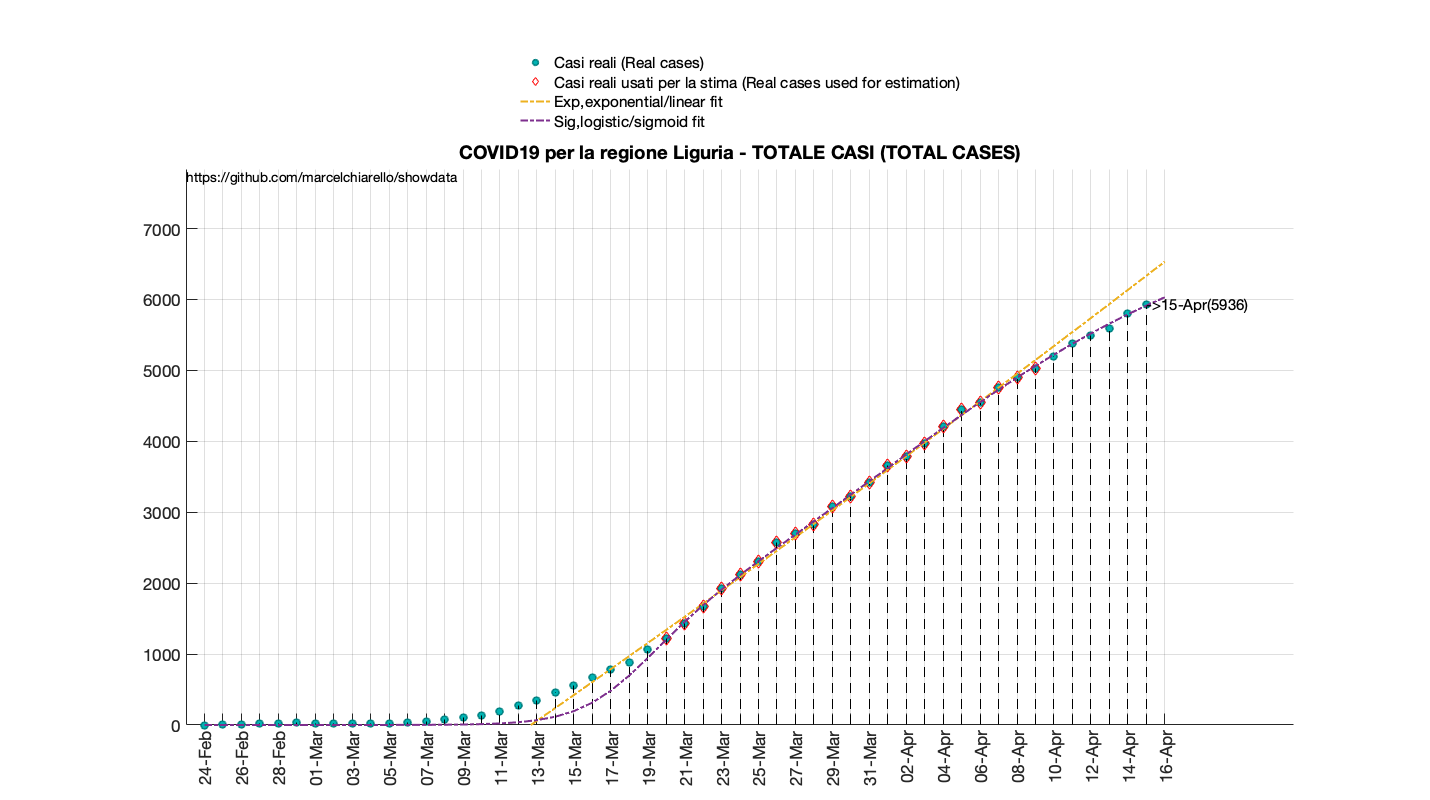 Casi reali (Real cases)
Casi reali usati per la stima (Real cases used for estimation)
Exp,exponential/linear fit
Sig,logistic/sigmoid fit
COVID19 per la regione Liguria - TOTALE CASI (TOTAL CASES)
https://github.com/marcelchiarello/showdata
7000
6000
>15-Apr(5936)
5000
4000
3000
2000
1000
0
24-Feb
26-Feb
28-Feb
01-Mar
03-Mar
05-Mar
07-Mar
09-Mar
11-Mar
13-Mar
15-Mar
17-Mar
19-Mar
21-Mar
23-Mar
25-Mar
27-Mar
29-Mar
31-Mar
02-Apr
04-Apr
06-Apr
08-Apr
10-Apr
12-Apr
14-Apr
16-Apr